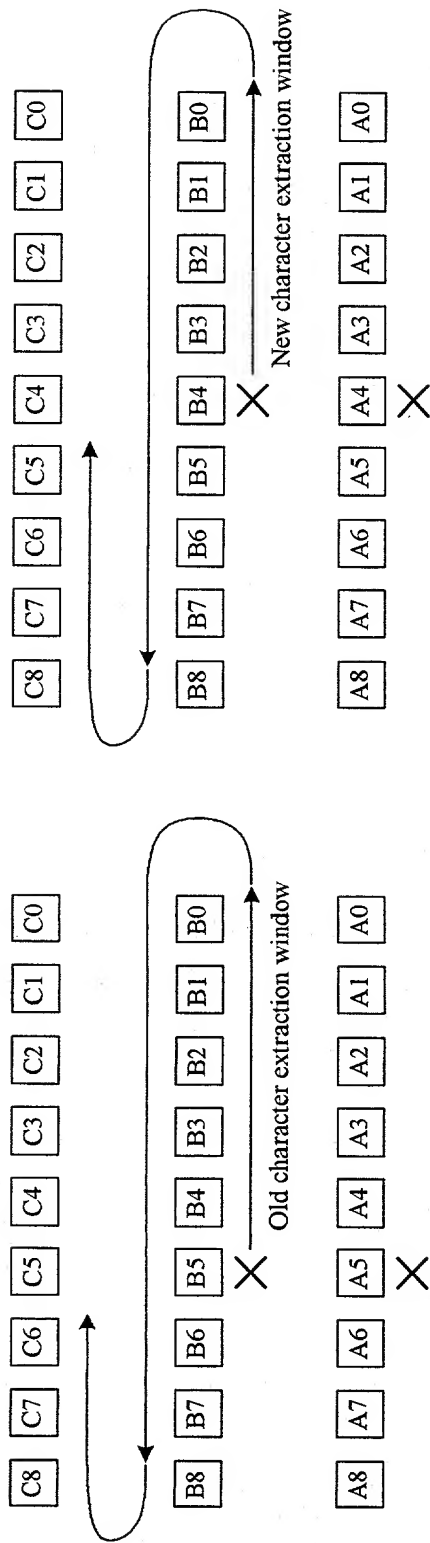 C8 C7 C6 C5 C4 C3 C2 C1 C0 C8 C7 C6 C5 C4 C3 C2 C1 C0
B8 B7 B6 B5 B4 B3 B2 B1 B0 B8 B7 B6 B5 B4 B3 B2 B1 B0
Old character extraction window New character extraction window
A8 A7 A6 A5 A4 A3 A2 A1 A0 A8 A7 A6 A5 A4 A3 A2 A1 A0